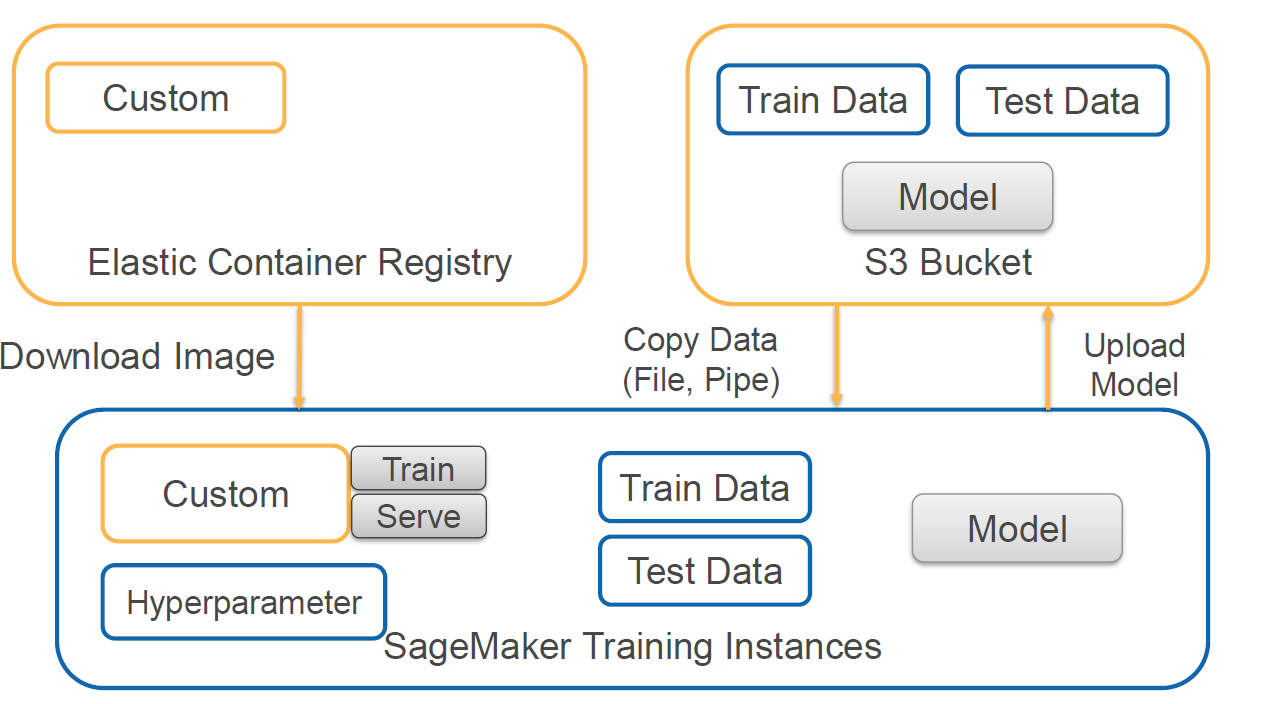 Custom
Elastic Container Registry
Train Data
Test Data
Model
S3 Bucket
Download Image
Copy Data
(File, Pipe)
Upload
Model
Custom
Train
Serve
Hyperparameter
Train Data
Test Data
Model
SageMaker Training Instances